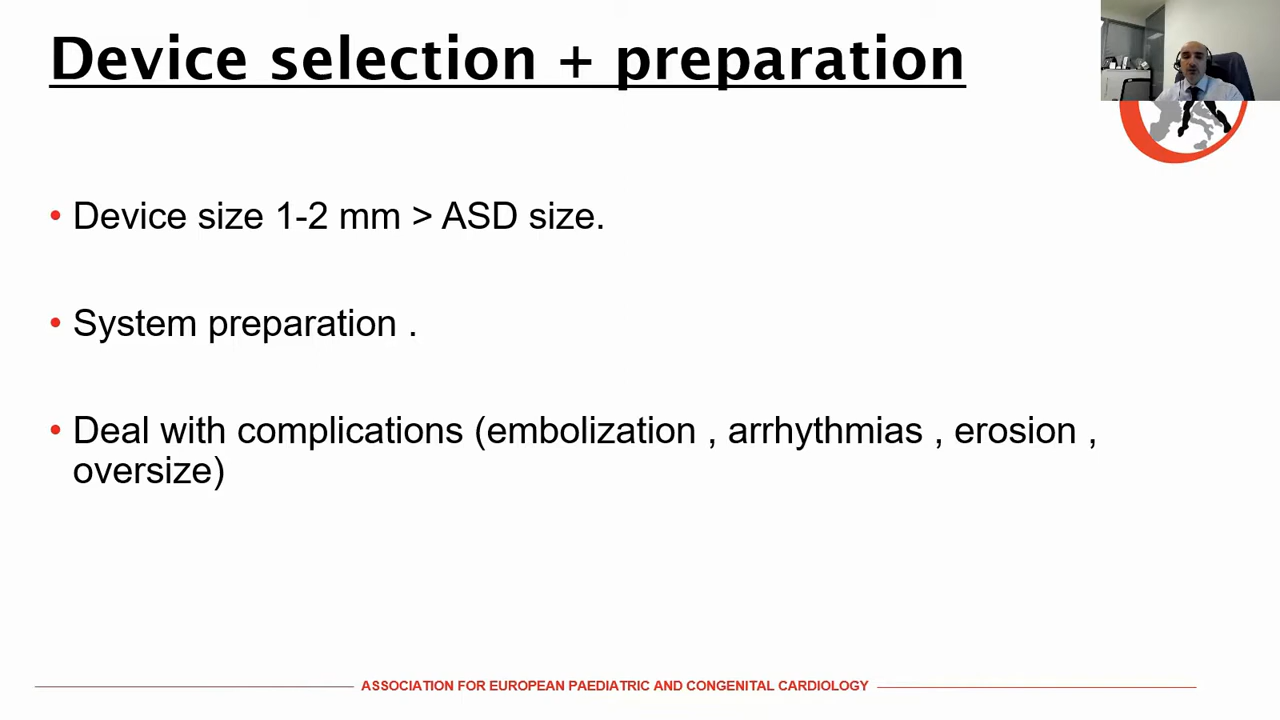 Device selection + preparation
• Device size 1-2 mm > ASD size.
• System preparation .
• Deal with complications (embolization , arrhythmias , erosion ,
oversize)
ASSOCIATION FOR EUROPEAN PAEDIATRIC AND CONGENITAL CARDIOLOGY